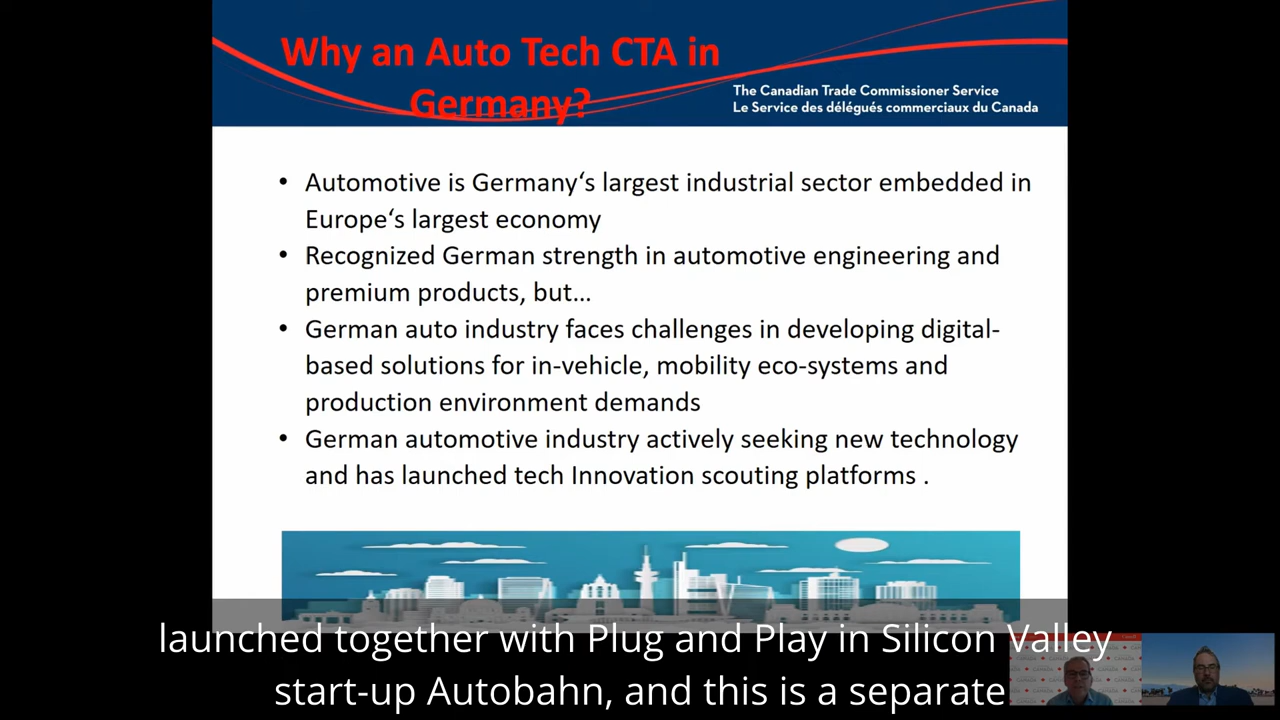 Why an Auto Tech CTA in
Germany?
The Canadian Trade Commissioner Service
Le Service des délégués commerciaux du Canada
• Automotive is Germany‘s largest industrial sector embedded in
Europe‘s largest economy
• Recognized German strength in automotive engineering and
premium products, but…
• German auto industry faces challenges in developing digital-
based solutions for in-vehicle, mobility eco-systems and
production environment demands
• German automotive industry actively seeking new technology
and has launched tech Innovation scouting platforms .
launched together with Plug and Play in Silicon Valley
start-up Autobahn, and this is a separate